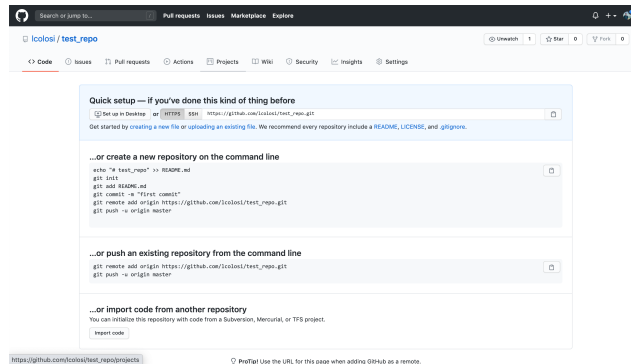 Search or jump to... /
Pull requests Issues Marketplace Explore
lcolosi / test_repo
Unwatch 1 Star 0 Fork 0
Code Issues Pull requests Actions Projects Wiki Security Insights Settings
Quick setup — if you've done this kind of thing before
Set up in Desktop or HTTPS SSH https://github.com/lcolosi/test_repo.git
Get started by creating a new file or uploading an existing file. We recommend every repository include a README, LICENSE, and .gitignore.
...or create a new repository on the command line
echo "# test_repo" >> README.md
git init
git add README.md
git commit -m "first commit"
git remote add origin https://github.com/lcolosi/test_repo.git
git push -u origin master
...or push an existing repository from the command line
git remote add origin https://github.com/lcolosi/test_repo.git
git push -u origin master
...or import code from another repository
You can initialize this repository with code from a Subversion, Mercurial, or TFS project.
Import code
https://github.com/lcolosi/test_repo/projects
ProTip! Use the URL for this page when adding GitHub as a remote.